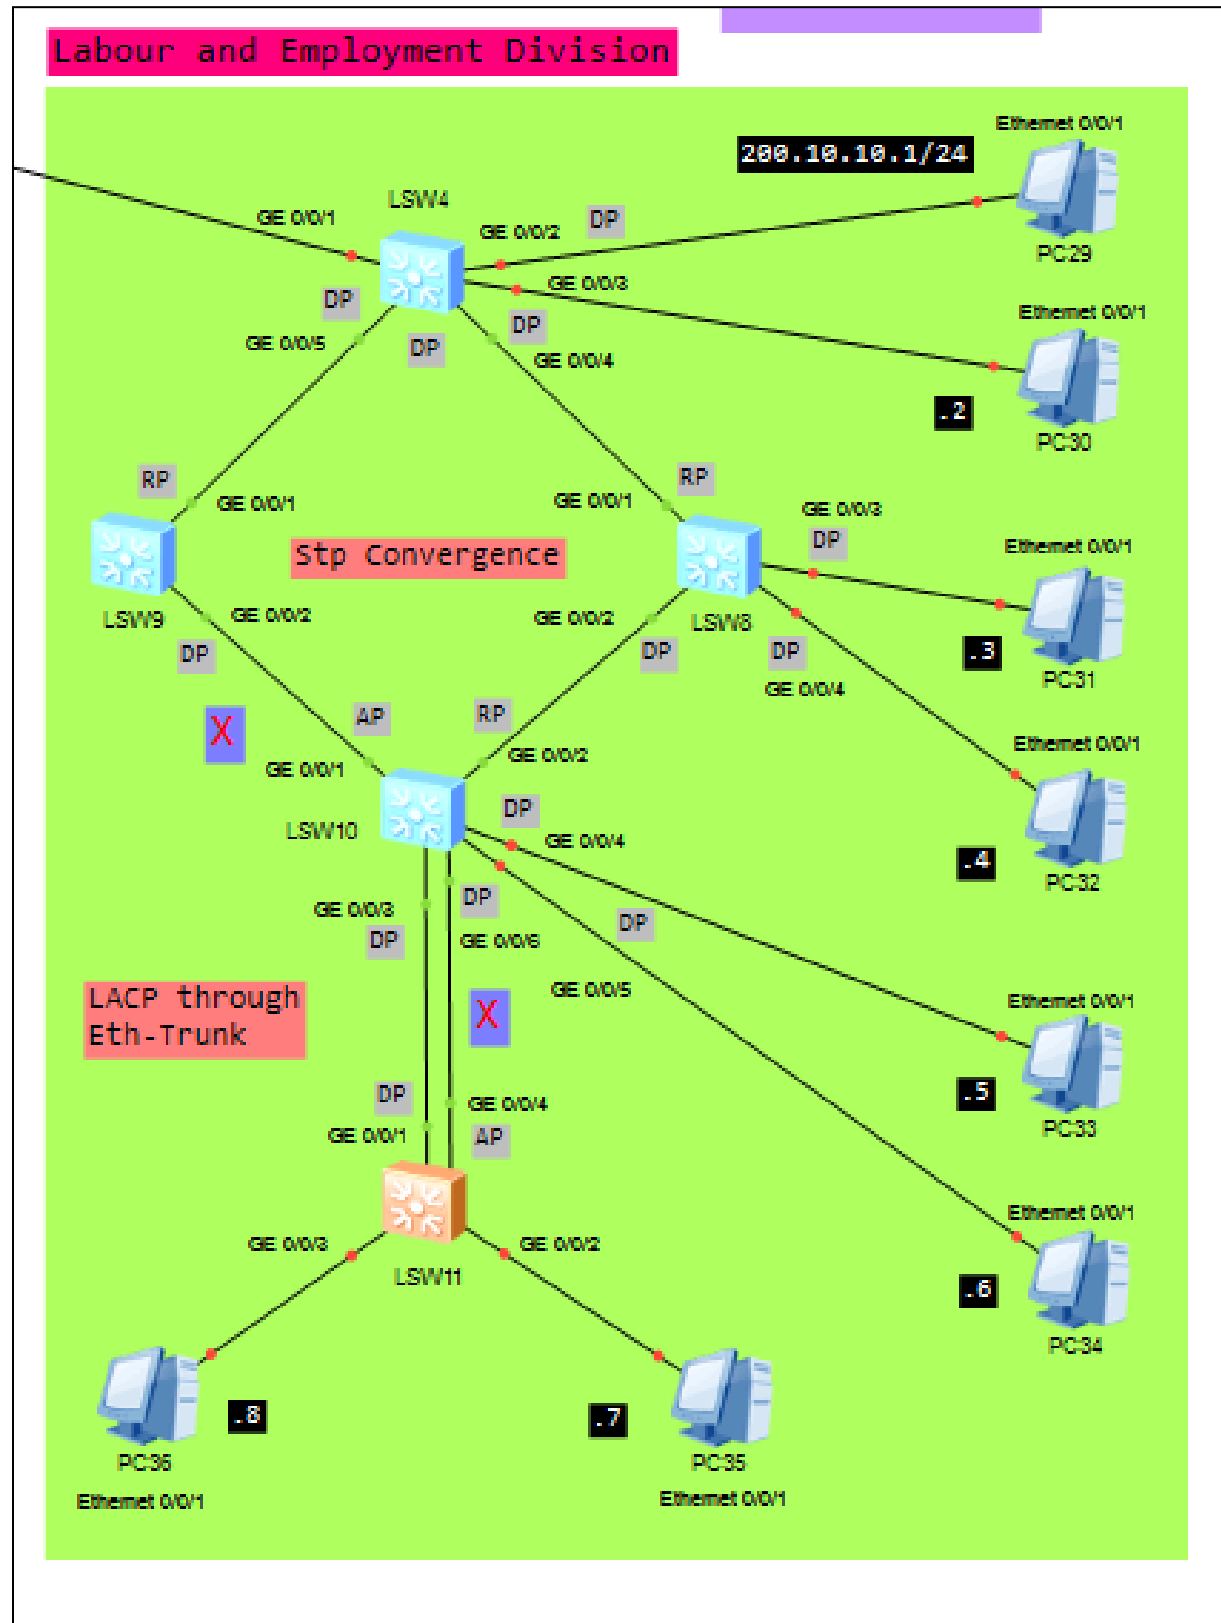 Labour and Employment Division
Ethernet 0/0/1
200.10.10.1/24
LSW4
GE 0/0/1
GE 0/0/2
DP
PC29
GE 0/0/3
DP
DP
Ethernet 0/0/1
GE 0/0/5
DP
GE 0/0/4
.2
PC30
RP
RP
GE 0/0/1
GE 0/0/1
GE 0/0/3
DP
Stp Convergence
Ethernet 0/0/1
LSW9
GE 0/0/2
GE 0/0/2
LSW8
DP
DP
DP
.3
PC31
GE 0/0/4
X
AP
RP
Ethernet 0/0/1
GE 0/0/1
GE 0/0/2
LSW10
DP
GE 0/0/4
.4
PC32
GE 0/0/3
DP
DP
GE 0/0/6
DP
GE 0/0/5
LACP through
Eth-Trunk
X
Ethernet 0/0/1
DP
GE 0/0/4
.5
PC33
GE 0/0/1
AP
Ethernet 0/0/1
GE 0/0/3
GE 0/0/2
LSW11
.6
PC34
.8
.7
PC36
PC35
Ethernet 0/0/1
Ethernet 0/0/1